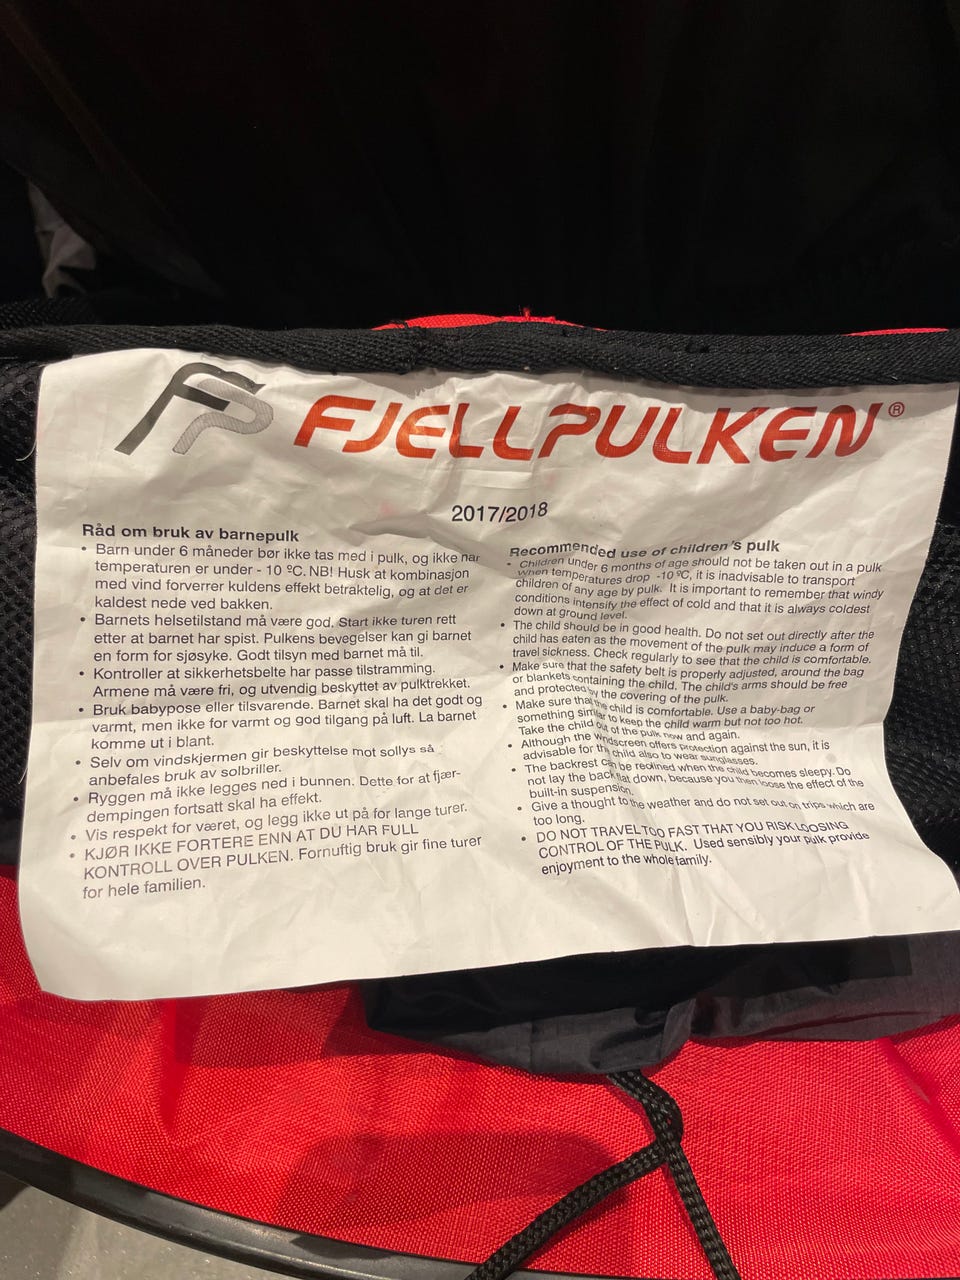 FP FJELLPULKEN®
2017/2018
Råd om bruk av barnepulk
• Barn under 6 måneder bør ikke tas med i pulk, og ikke nar
temperaturen er under - 10 ºC. NB! Husk at kombinasjon
med vind forverrer kuldens effekt betraktelig, og at det er
kaldest nede ved bakken.
• Barnets helsetilstand må være god. Start ikke turen rett
etter at barnet har spist. Pulkens bevegelser kan gi barnet
en form for sjøsyke. Godt tilsyn med barnet må til.
• Kontroller at sikkerhetsbelte har passe tilstramming.
Armene må være fri, og utvendig beskyttet av pulktrekket.
• Bruk babypose eller tilsvarende. Barnet skal ha det godt og
varmt, men ikke for varmt og god tilgang på luft. La barnet
komme ut i blant.
• Selv om vindskjermen gir beskyttelse mot sollys så
anbefales bruk av solbriller.
• Ryggen må ikke legges ned i bunnen. Dette for at fjær-
dempingen fortsatt skal ha effekt.
• Vis respekt for været, og legg ikke ut på for lange turer.
• KJØR IKKE FORTERE ENN AT DU HAR FULL
KONTROLL OVER PULKEN. Fornuftig bruk gir fine turer
for hele familien.
Recommended use of children's pulk
• Children under 6 months of age should not be taken out in a pulk
When temperatures drop -10 ºC, it is inadvisable to transport
children of any age by pulk. It is important to remember that windy
conditions intensify the effect of cold and that it is always coldest
down at ground level.
• The child should be in good health. Do not set out directly after the
child has eaten as the movement of the pulk may induce a form of
travel sickness. Check regularly to see that the child is comfortable.
• Make sure that the safety belt is properly adjusted, around the bag
or blankets containing the child. The child's arms should be free
and protected by the covering of the pulk.
• Make sure that the child is comfortable. Use a baby-bag or
something similar to keep the child warm but not too hot.
Take the child out of the pulk now and again.
• Although the windscreen offers protection against the sun, it is
advisable for the child also to wear sunglasses.
• The backrest can be reclined when the child becomes sleepy. Do
not lay the back flat down, because you then loose the effect of the
built-in suspension.
• Give a thought to the weather and do not set out on trips which are
too long.
• DO NOT TRAVEL TOO FAST THAT YOU RISK LOOSING
CONTROL OF THE PULK. Used sensibly your pulk provide
enjoyment to the whole family.